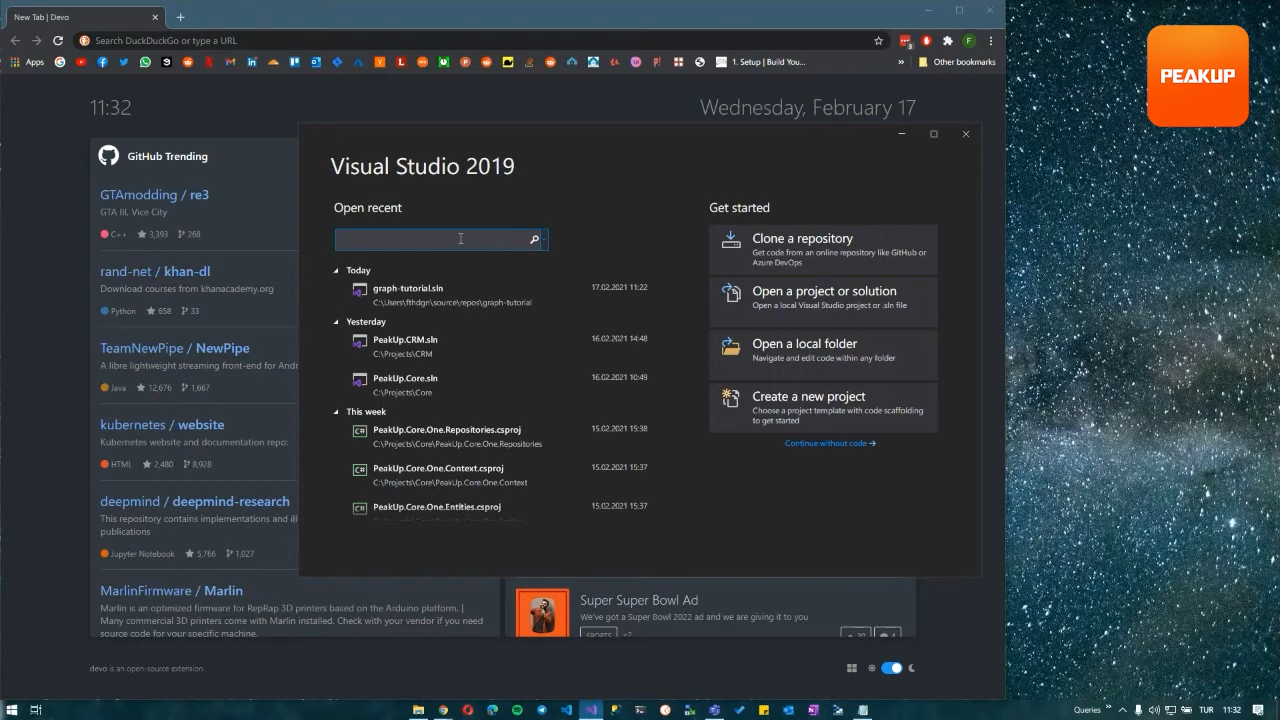 New Tab | Devo
Search DuckDuckGo or type a URL
Apps
1. Setup | Build You...
»
Other bookmarks
PEAKUP
11:32
Wednesday, February 17
GitHub Trending
GTAmodding / re3
GTA III, Vice City
C++ 3,393 268
rand-net / khan-dl
Download courses from khanacademy.org
Python 658 33
TeamNewPipe / NewPipe
A libre lightweight streaming front-end for Andr
Java 12,676 1,667
kubernetes / website
Kubernetes website and documentation repo:
HTML 2,480 8,928
deepmind / deepmind-research
This repository contains implementations and ill
publications
Jupyter Notebook 5,766 1,027
MarlinFirmware / Marlin
Marlin is an optimized firmware for RepRap 3D printers based on the Arduino platform. |
Many commercial 3D printers come with Marlin installed. Check with your vendor if you need
source code for your specific machine.
Visual Studio 2019
Open recent
Today
graph-tutorial.sln 17.02.2021 11:22
C:\Users\fthdgn\source\repos\graph-tutorial
Yesterday
PeakUp.CRM.sln 16.02.2021 14:48
C:\Projects\CRM
PeakUp.Core.sln 16.02.2021 10:49
C:\Projects\Core
This week
PeakUp.Core.One.Repositories.csproj 15.02.2021 15:38
C:\Projects\Core\PeakUp.Core.One.Repositories
PeakUp.Core.One.Context.csproj 15.02.2021 15:37
C:\Projects\Core\PeakUp.Core.One.Context
PeakUp.Core.One.Entities.csproj 15.02.2021 15:37
Get started
Clone a repository
Get code from an online repository like GitHub or
Azure DevOps
Open a project or solution
Open a local Visual Studio project or .sln file
Open a local folder
Navigate and edit code within any folder
Create a new project
Choose a project template with code scaffolding
to get started
Continue without code →
Super Super Bowl Ad
We've got a Super Bowl 2022 ad and we are giving it to you
SPORTS +2
devo is an open-source extension.
Queries » TUR 11:32